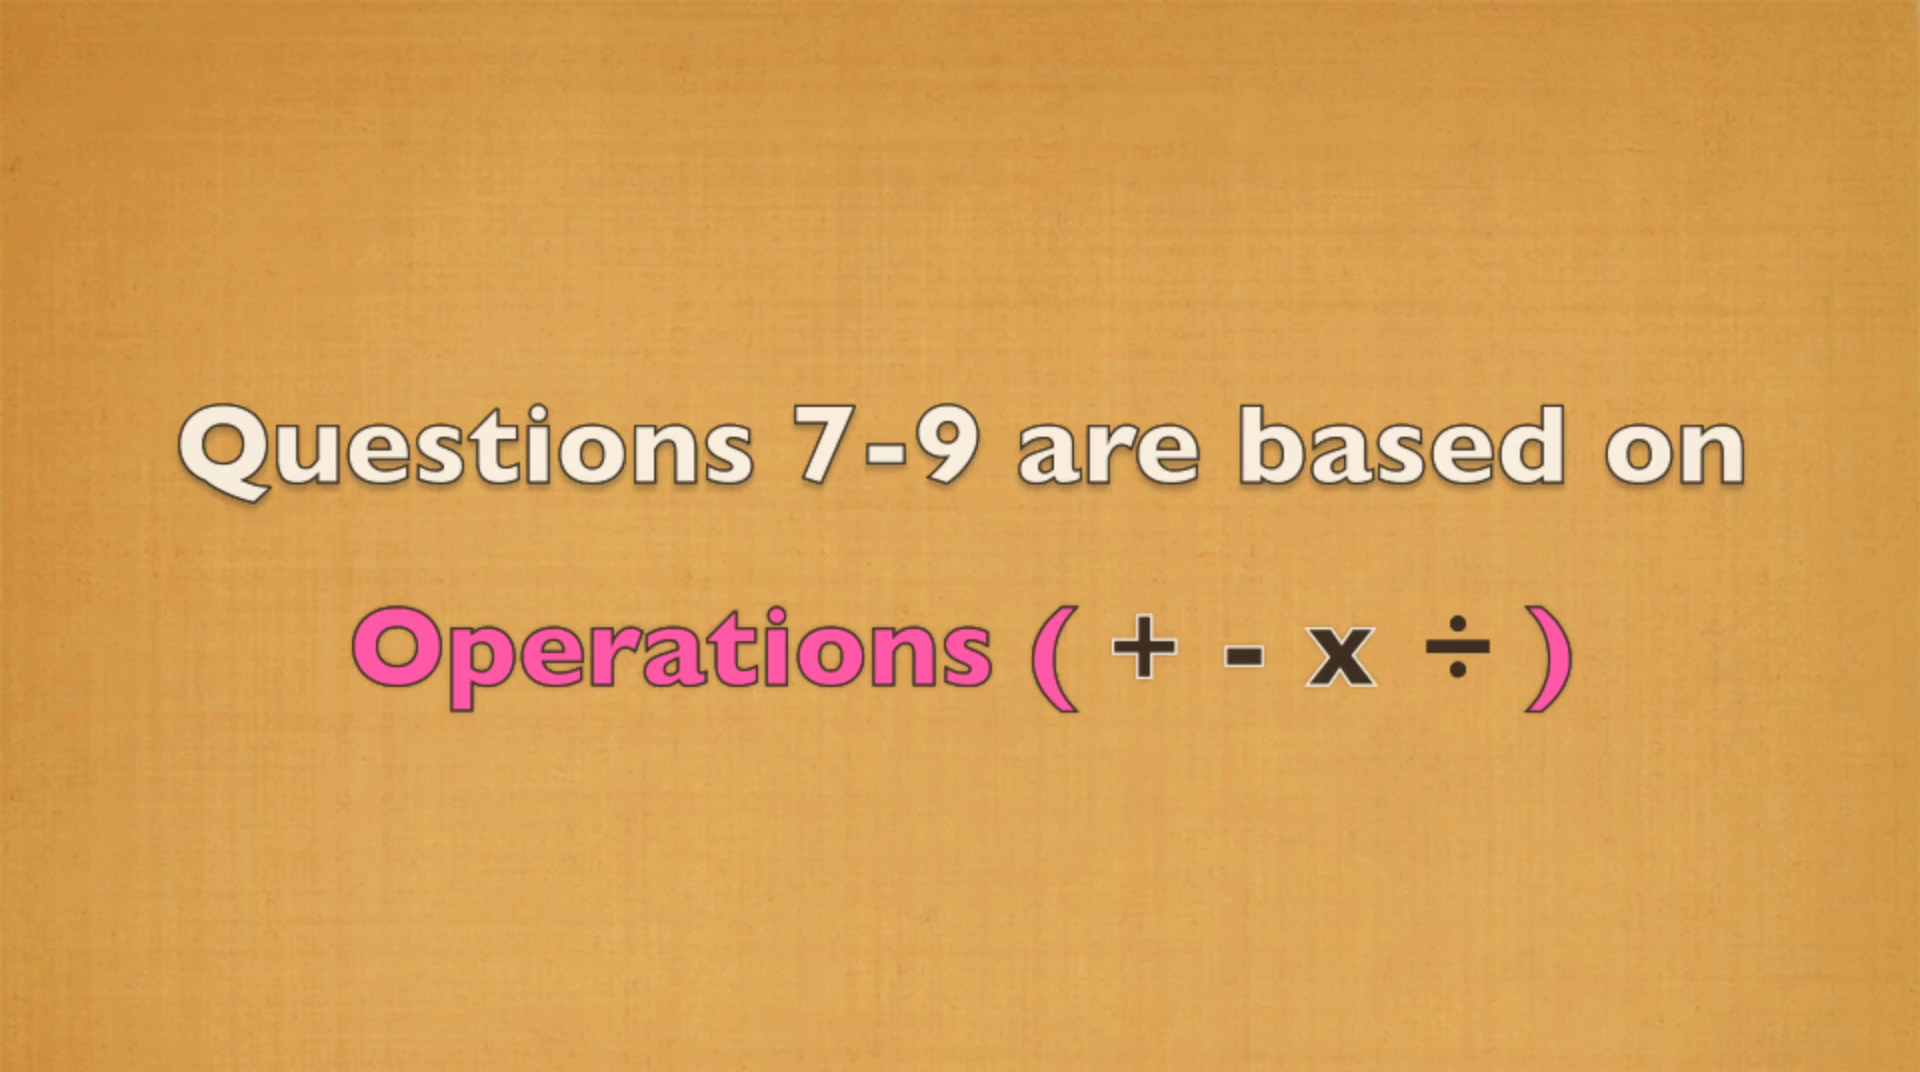 Questions 7-9 are based on
Operations ( + - x ÷ )